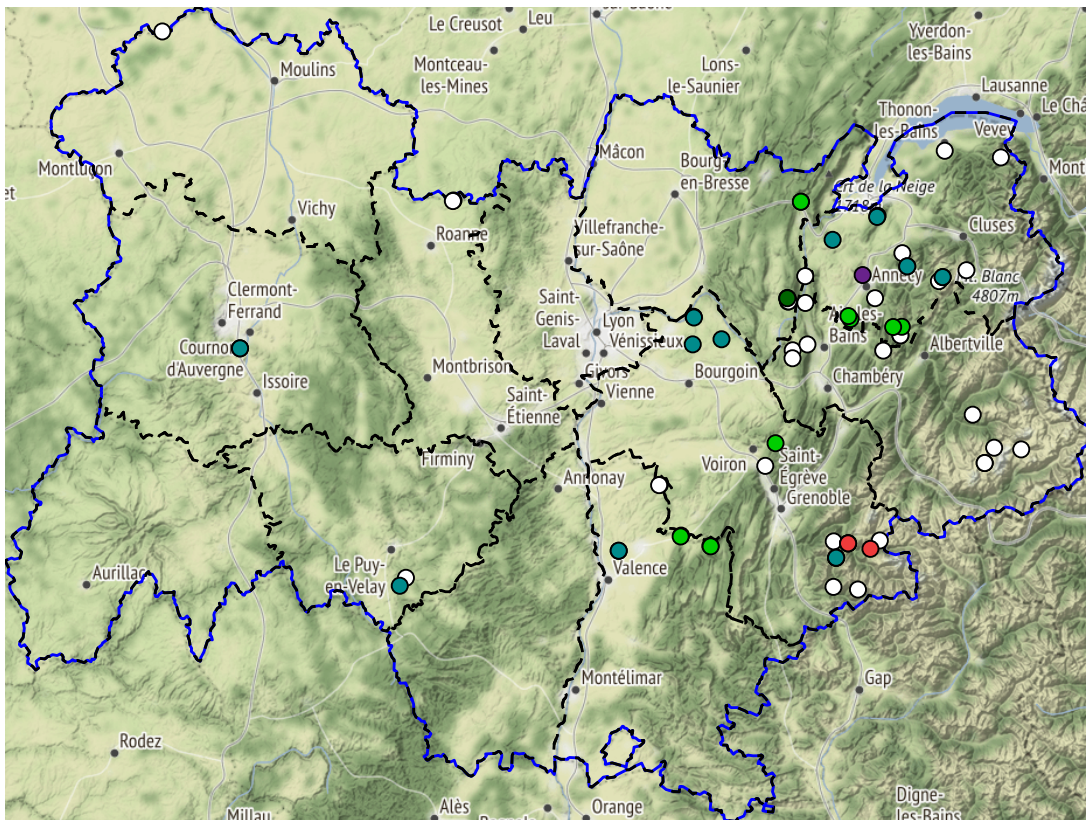 Le Creusot
Leu
Yverdon-
les-Bains
Montceau-
les-Mines
Lons-
le-Saunier
Moulins
Lausanne
Thonon-
les-Bains
Vevey
Montluçon
Mâcon
Bourg-
en-Bresse
Mont
et
Vichy
Roanne
Villefranche-
sur-Saône
Cluses
Annecy
4807m
Clermont-
Ferrand
Saint-
Genis-
Laval
Lyon
Vénissieux
Bains
Albertville
d'Auvergne
Issoire
Montbrison
Givors
Vienne
Bourgoin
Chambéry
Saint-
Étienne
Firminy
Annonay
Voiron
Saint-
Égrève
Grenoble
Aurillac
Le Puy-
en-Velay
Valence
Montélimar
Gap
Rodez
Millau
Alès
Orange
Digne-
les-Bains